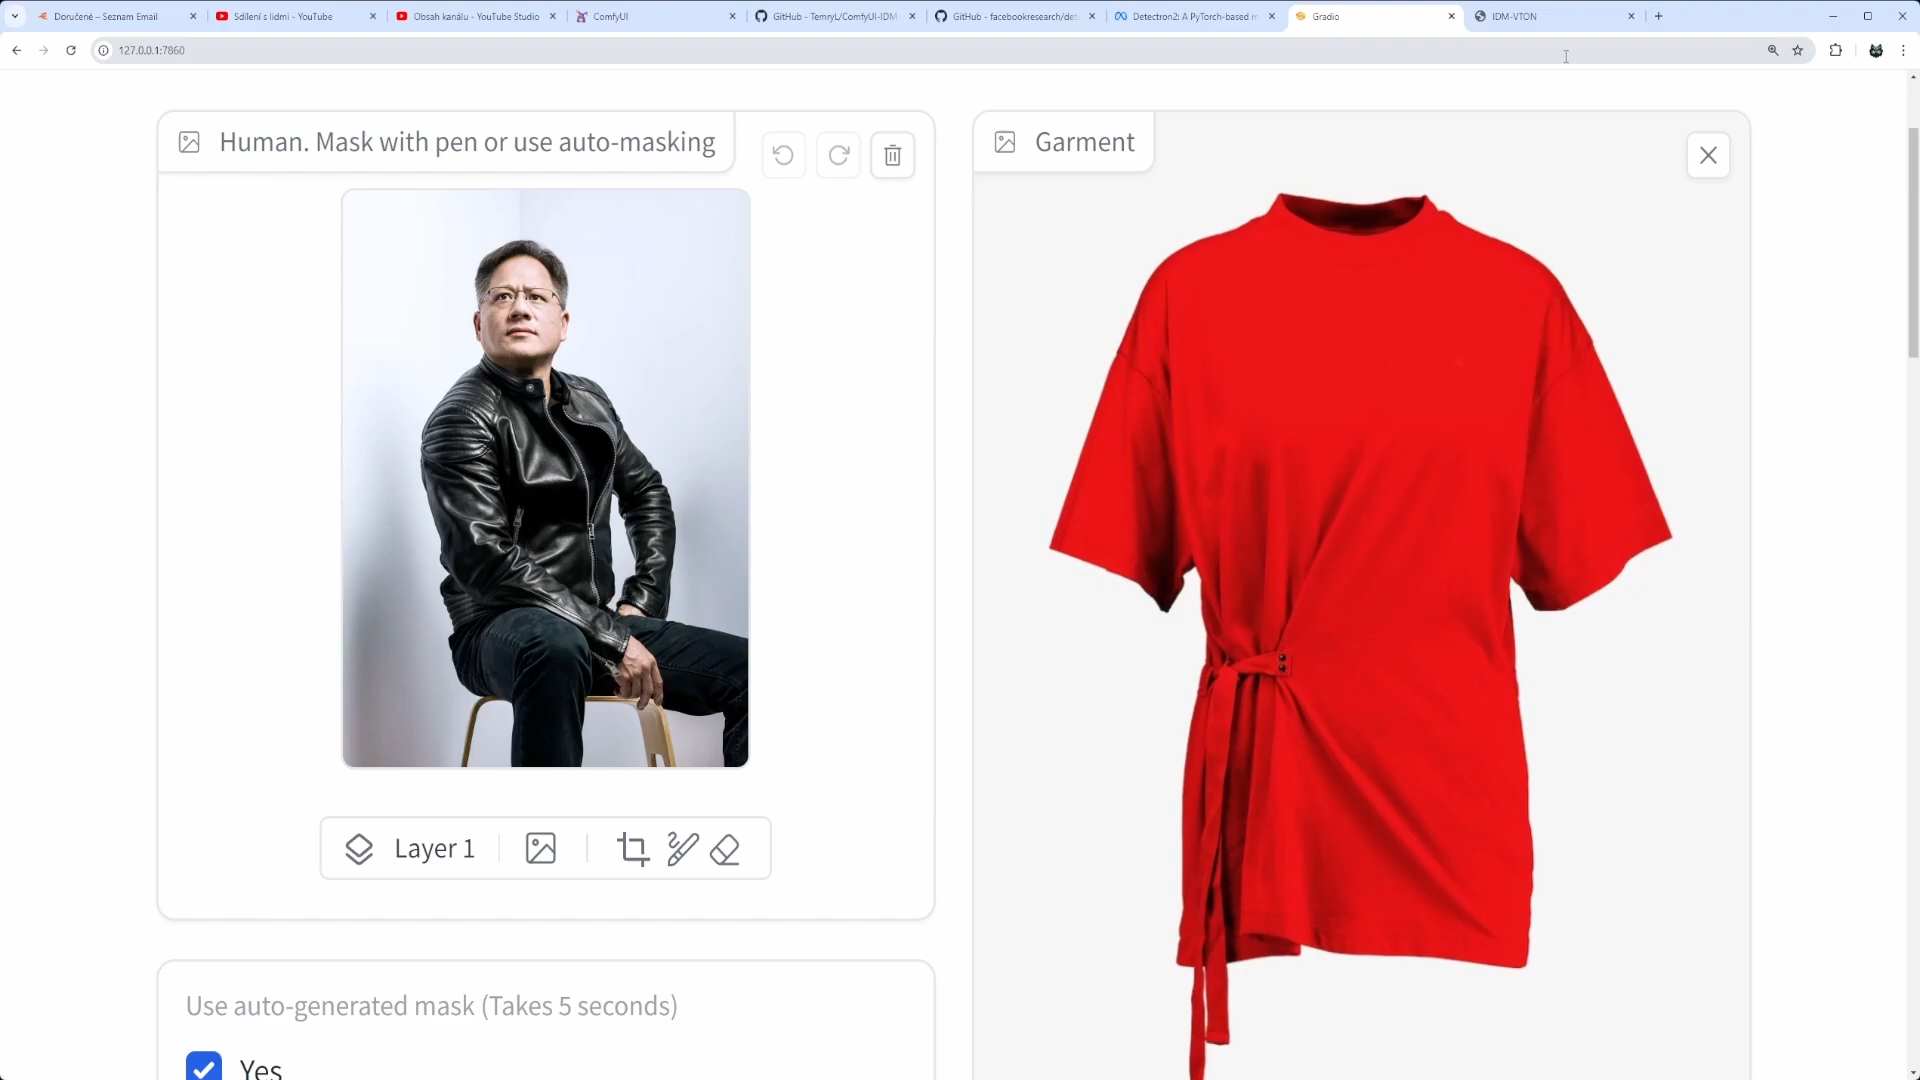 Doručené – Seznam Email
Sdílení s lidmi - YouTube
Obsah kanálu - YouTube Studio
ComfyUI
GitHub - TemryL/ComfyUI-IDM
GitHub - facebookresearch/det
Detectron2: A PyTorch-based m
Gradio
IDM-VTON
127.0.0.1:7860
Human. Mask with pen or use auto-masking
Garment
Layer 1
Use auto-generated mask (Takes 5 seconds)
Yes